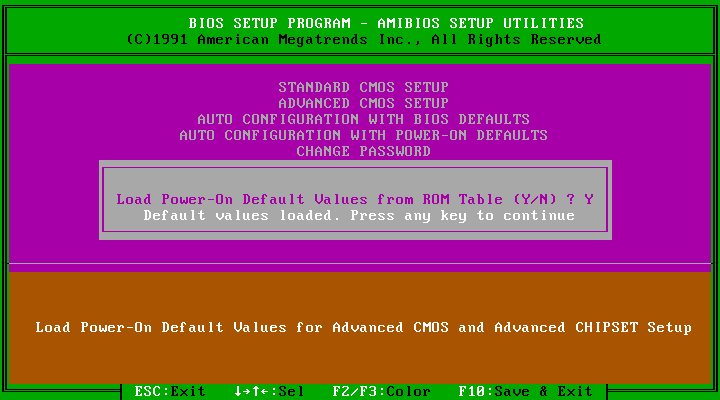 BIOS SETUP PROGRAM - AMIBIOS SETUP UTILITIES
(C)1991 American Megatrends Inc., All Rights Reserved
STANDARD CMOS SETUP
ADVANCED CMOS SETUP
AUTO CONFIGURATION WITH BIOS DEFAULTS
AUTO CONFIGURATION WITH POWER-ON DEFAULTS
CHANGE PASSWORD
Load Power-On Default Values from ROM Table (Y/N) ? Y
Default values loaded. Press any key to continue
Load Power-On Default Values for Advanced CMOS and Advanced CHIPSET Setup
ESC:Exit ↓→↑←:Sel F2/F3:Color F10:Save & Exit